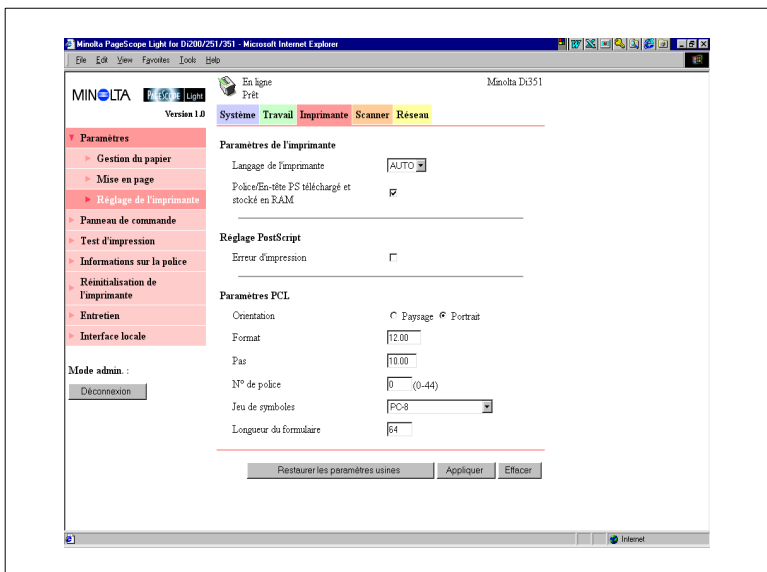 Minolta PageScope Light for Di200/251/351 - Microsoft Internet Explorer
File Edit View Favorites Tools Help
MINOLTA PAGESCOPE Light
Version 1.0
En ligne
Prêt
Minolta Di351
Système Travail Imprimante Scanner Réseau
Paramètres
Gestion du papier
Mise en page
Réglage de l'imprimante
Panneau de commande
Test d'impression
Informations sur la police
Réinitialisation de
l'imprimante
Entretien
Interface locale
Mode admin. :
Déconnexion
Paramètres de l'imprimante
Langage de l'imprimante AUTO
Police/En-tête PS téléchargé et
stocké en RAM
Réglage PostScript
Erreur d'impression
Paramètres PCL
Orientation Paysage Portrait
Format 12.00
Pas 10.00
N° de police 0 (0-44)
Jeu de symboles PC-8
Longueur du formulaire 64
Restaurer les paramètres usines Appliquer Effacer
Internet